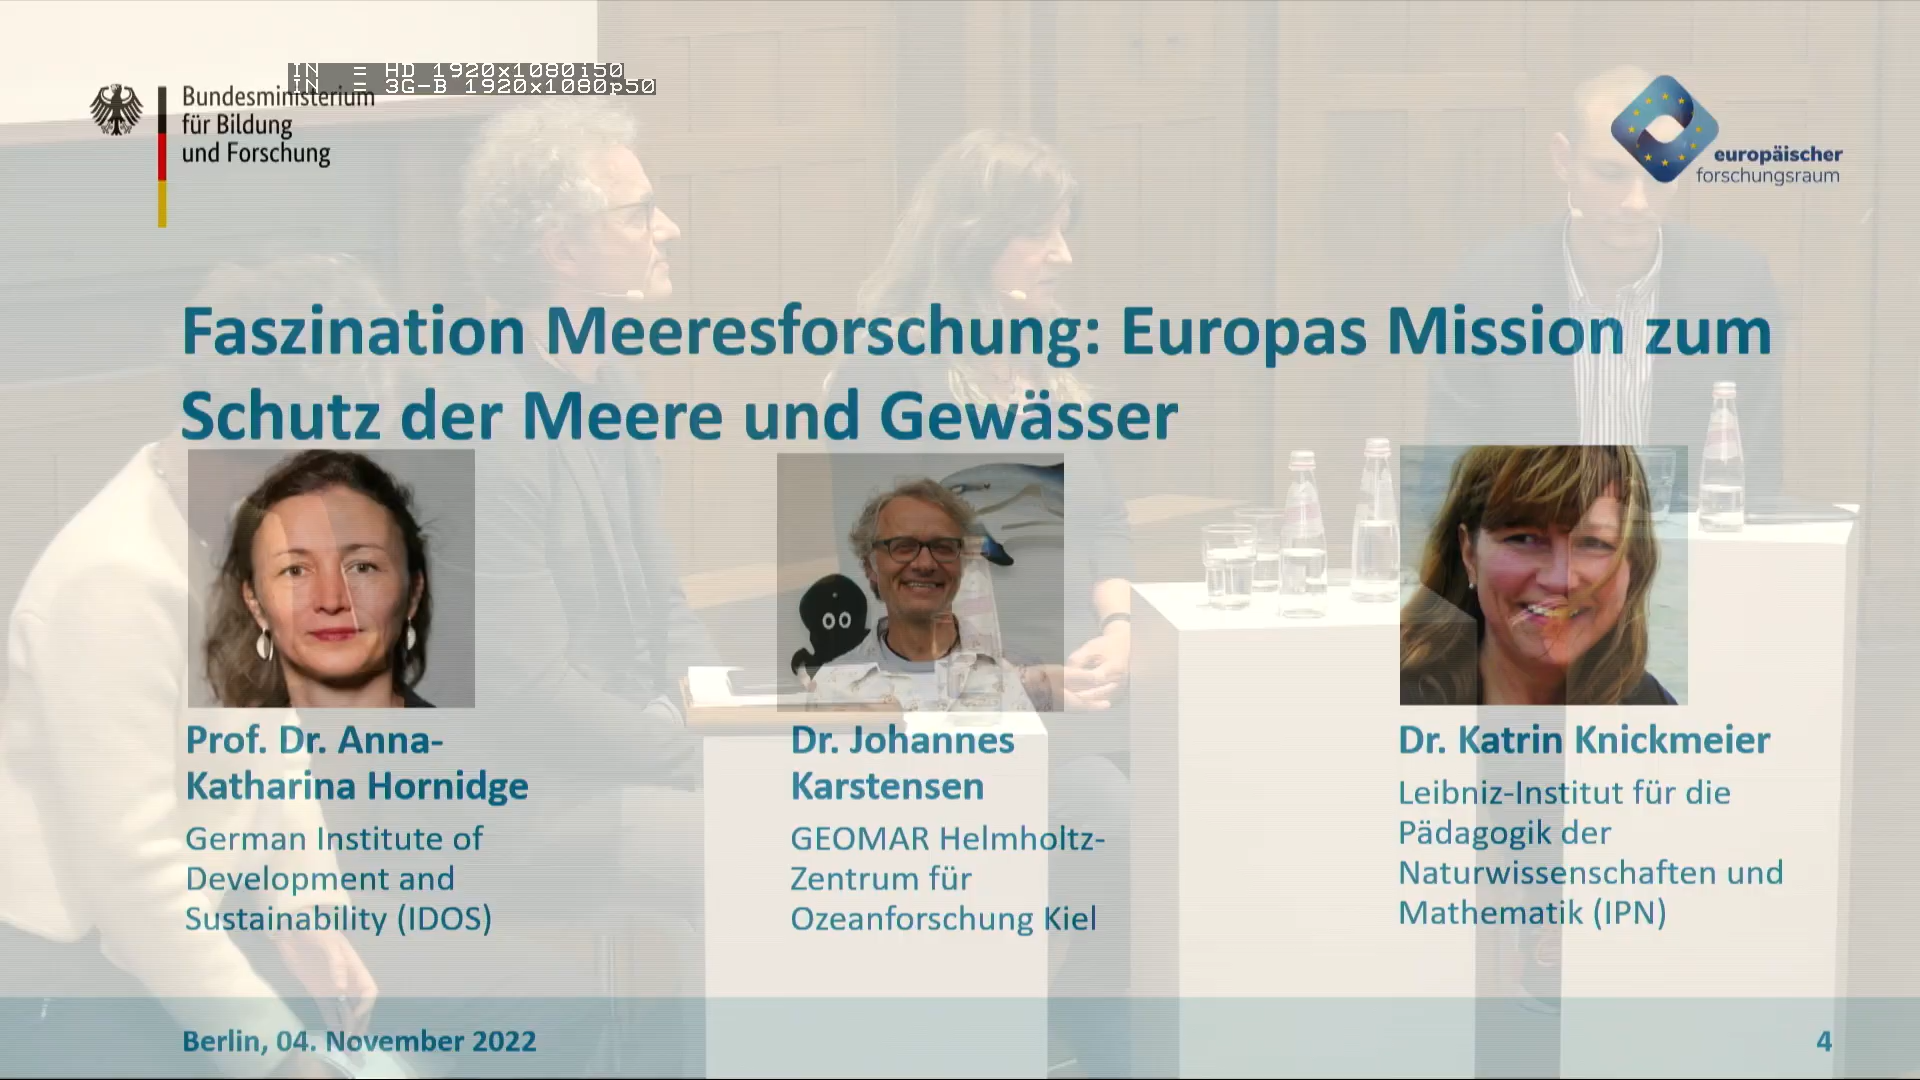 IN = HD 1920x1080i50
IN = 3G-B 1920x1080p50
Bundesministerium
für Bildung
und Forschung
europäischer
forschungsraum
Faszination Meeresforschung: Europas Mission zum
Schutz der Meere und Gewässer
Prof. Dr. Anna-
Katharina Hornidge
German Institute of
Development and
Sustainability (IDOS)
Dr. Johannes
Karstensen
GEOMAR Helmholtz-
Zentrum für
Ozeanforschung Kiel
Dr. Katrin Knickmeier
Leibniz-Institut für die
Pädagogik der
Naturwissenschaften und
Mathematik (IPN)
Berlin, 04. November 2022
4